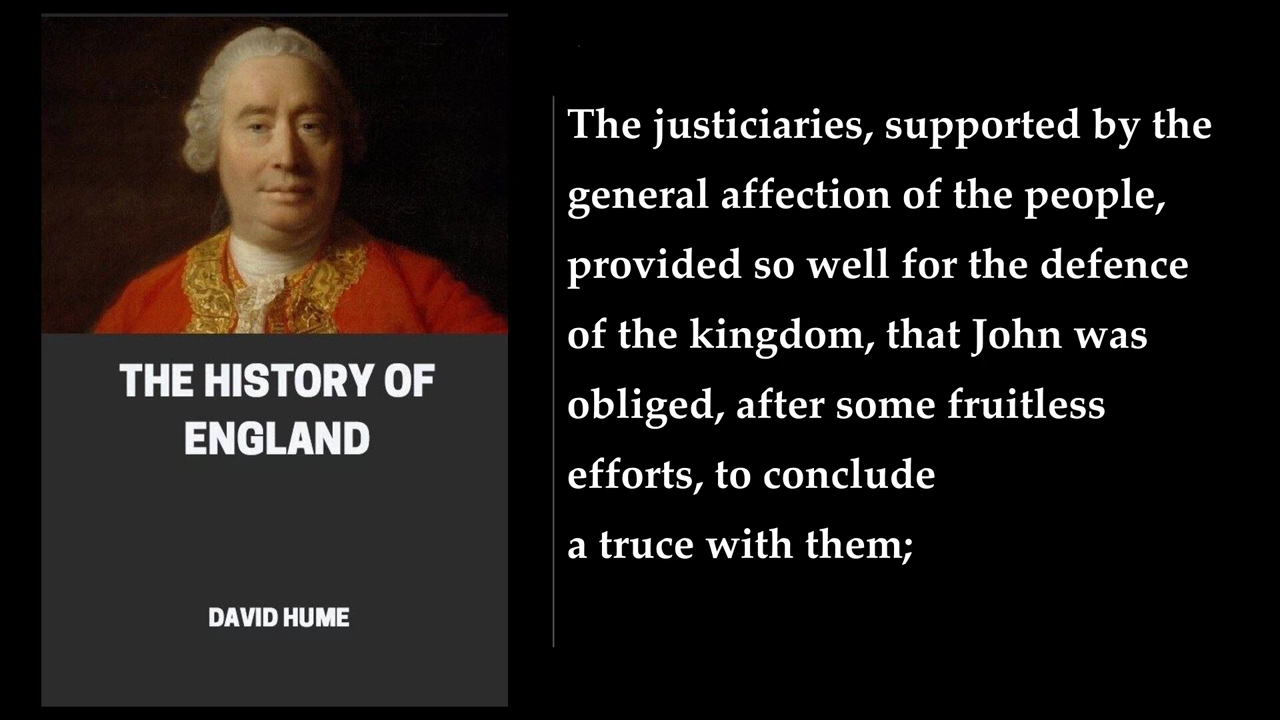 THE HISTORY OF
ENGLAND
DAVID HUME
The justiciaries, supported by the
general affection of the people,
provided so well for the defence
of the kingdom, that John was
obliged, after some fruitless
efforts, to conclude
a truce with them;